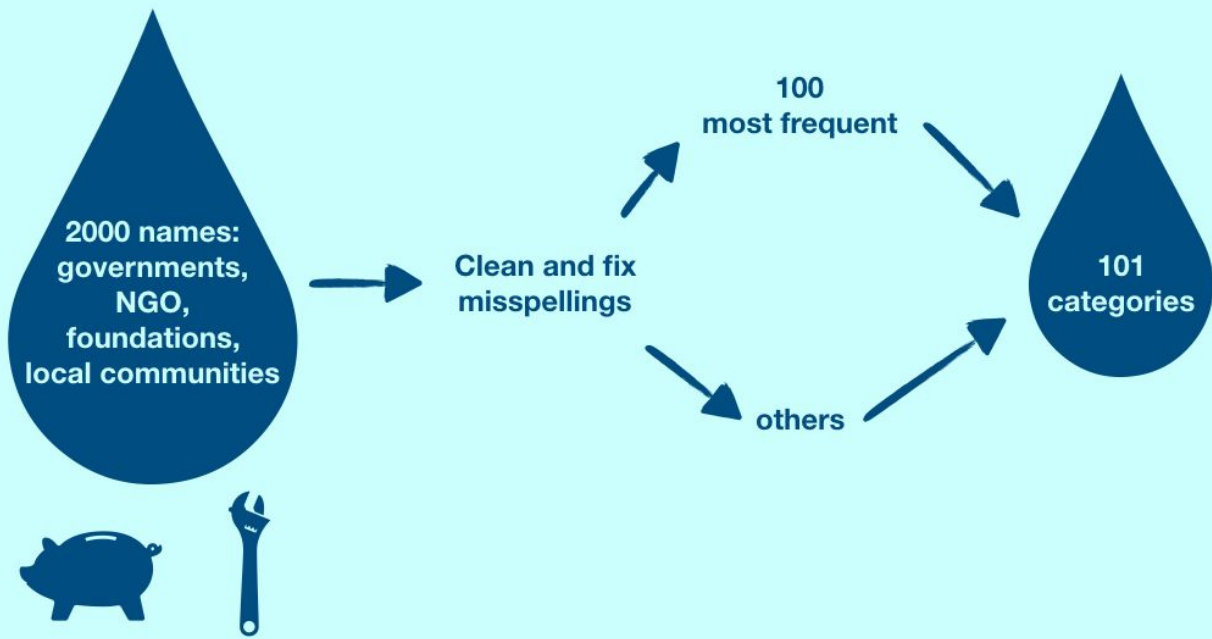 2000 names:
governments,
NGO,
foundations,
local communities
Clean and fix
misspellings
100
most frequent
others
101
categories